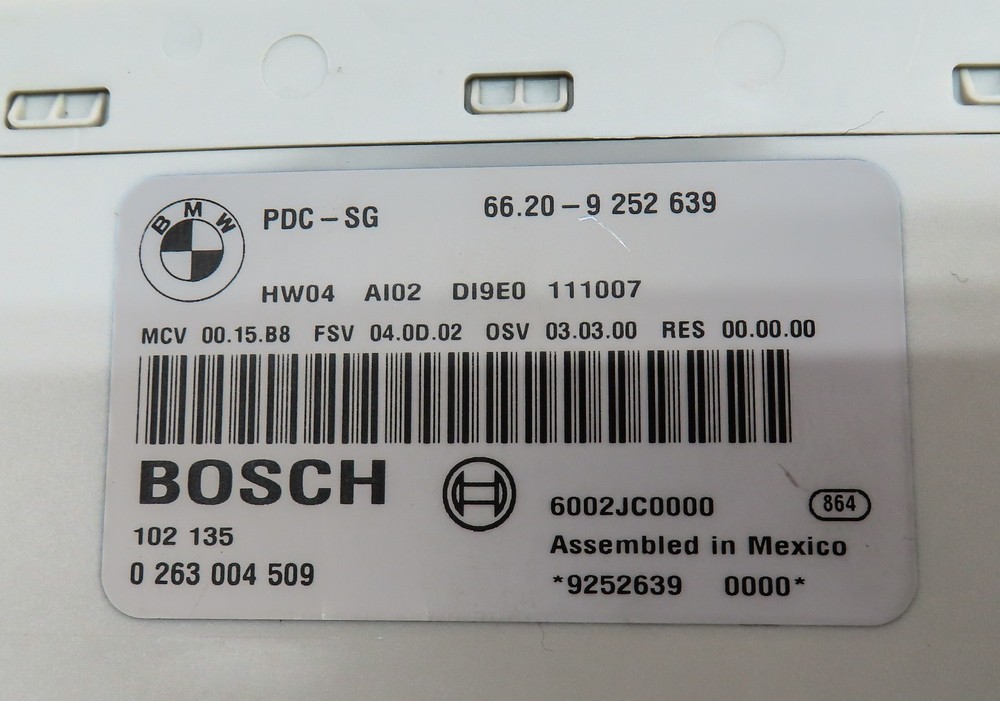 BMW
PDC – SG 66.20 – 9 252 639
HW04 AI02 DI9E0 111007
MCV 00.15.B8 FSV 04.0D.02 OSV 03.03.00 RES 00.00.00
BOSCH
6002JC0000 864
102 135
Assembled in Mexico
0 263 004 509
*9252639 0000*